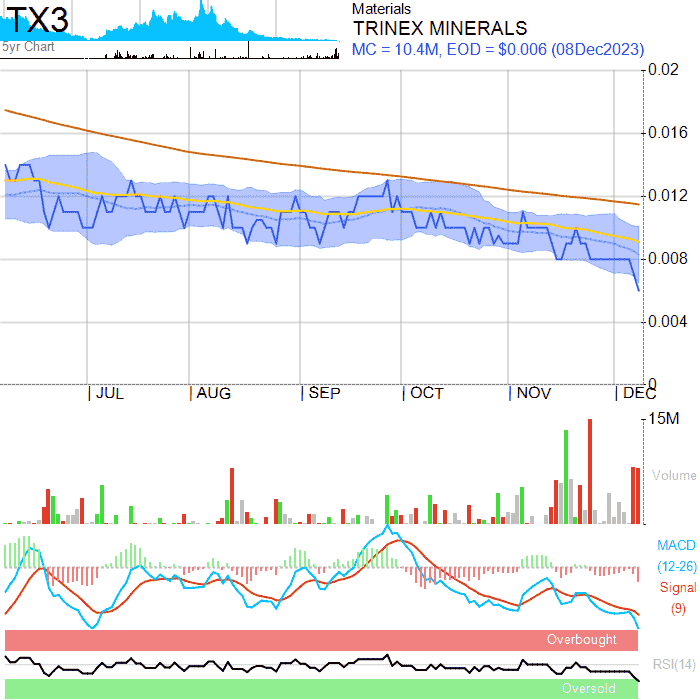 TX3
5yr Chart
Materials
TRINEX MINERALS
MC = 10.4M, EOD = $0.006 (08Dec2023)
0.02
0.016
0.012
0.008
0.004
0
JUL AUG SEP OCT NOV DEC
15M
Volume
MACD
(12-26)
Signal
(9)
Overbought
RSI(14)
Oversold